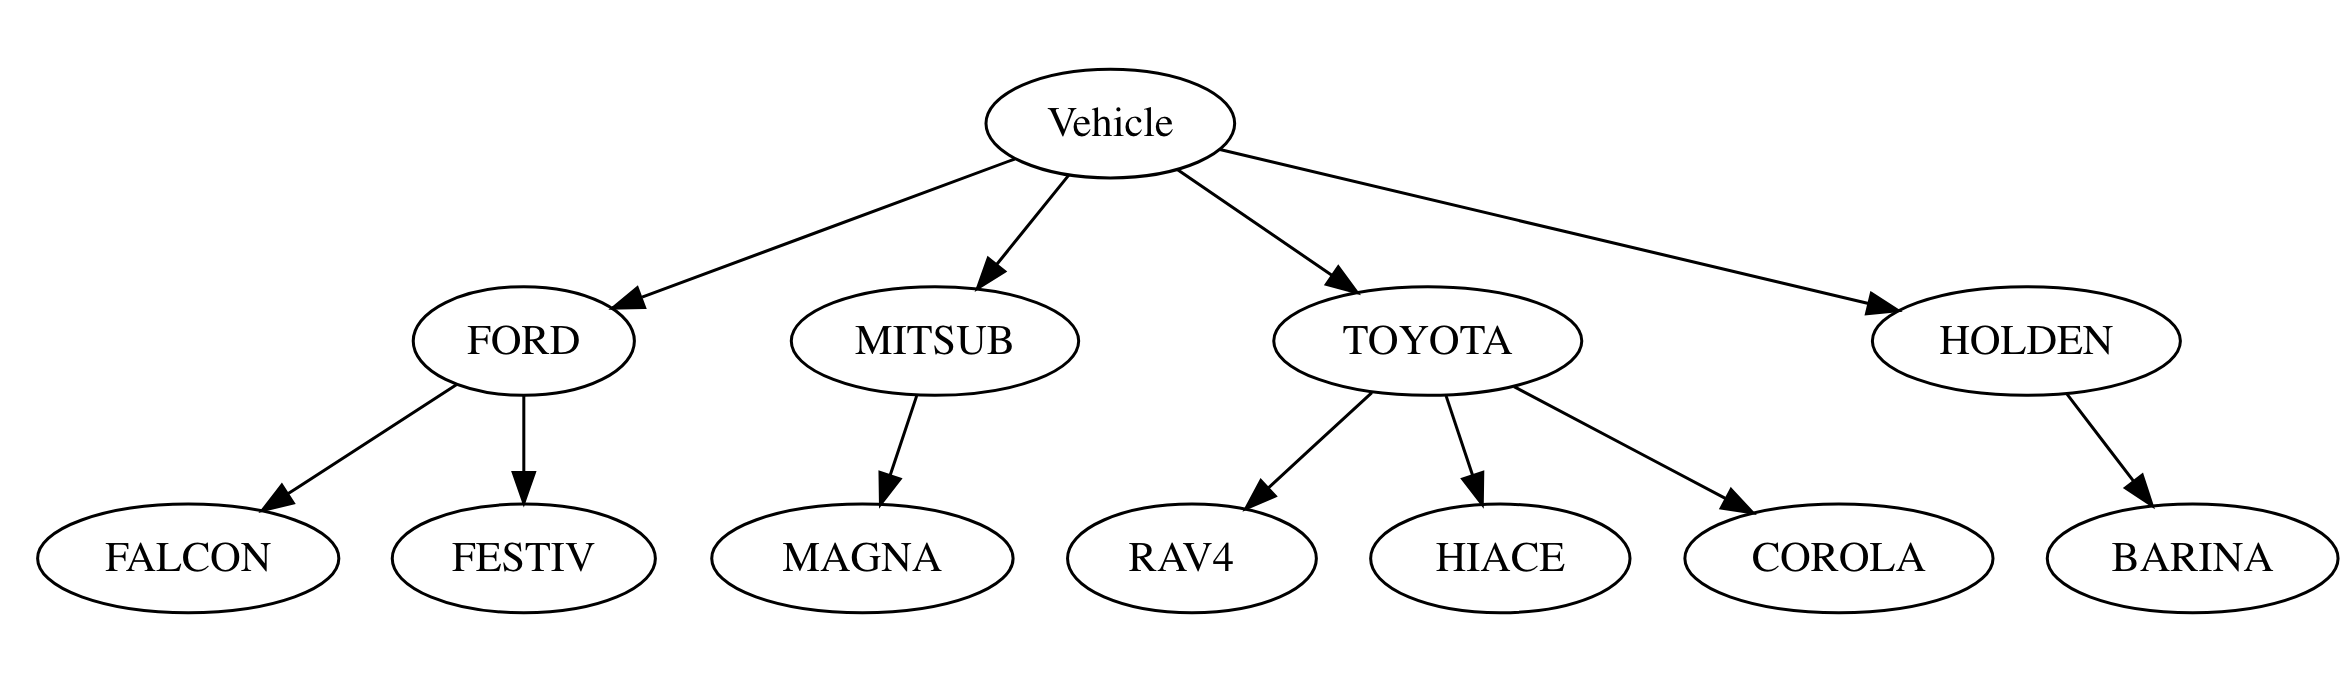 Vehicle
FORD
MITSUB
TOYOTA
HOLDEN
FALCON
FESTIV
MAGNA
RAV4
HIACE
COROLA
BARINA